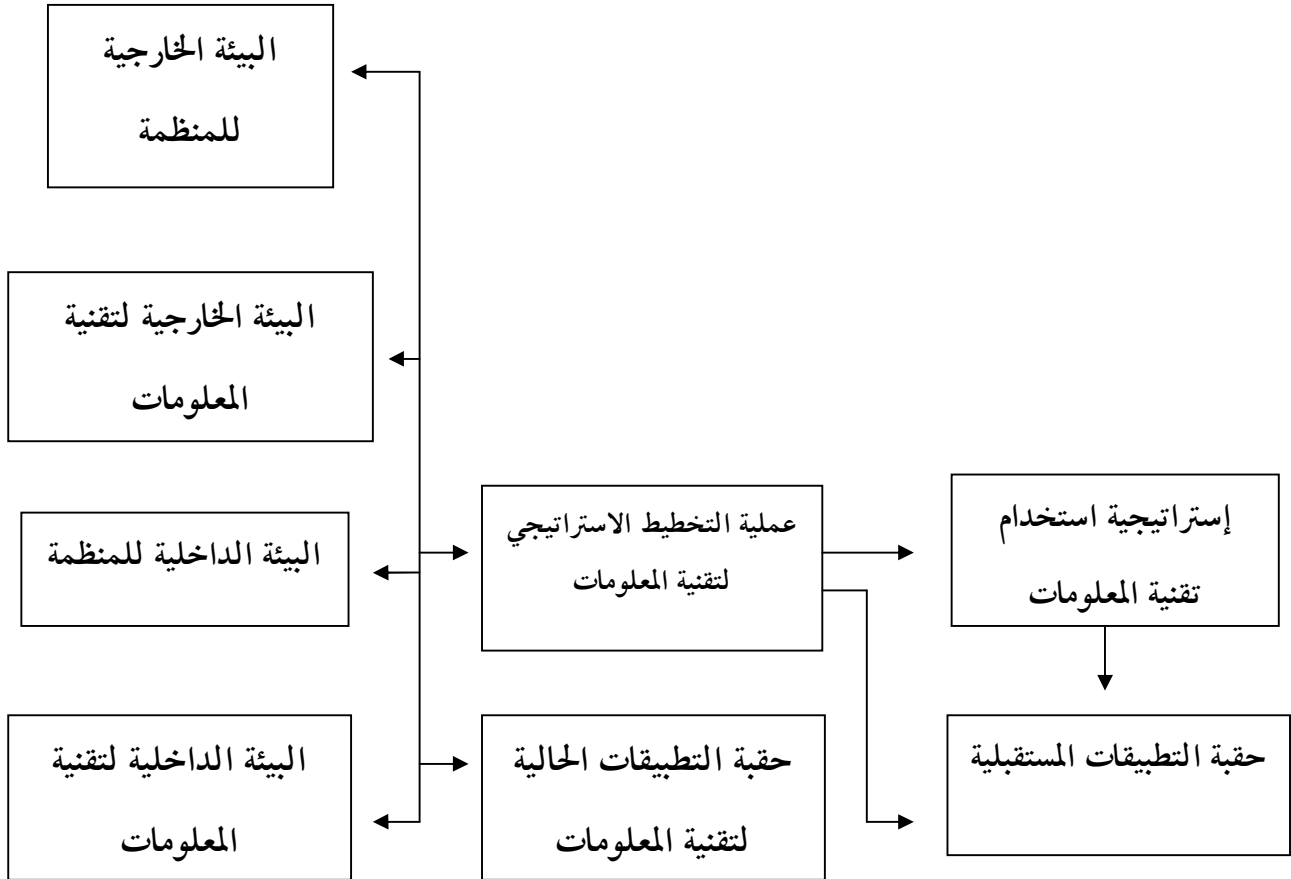 البيئة الخارجية
للمنظمة
البيئة الخارجية لتقنية
المعلومات
عملية التخطيط الاستراتيجي
لتقنية المعلومات
إستراتيجية استخدام
تقنية المعلومات
البيئة الداخلية للمنظمة
البيئة الداخلية لتقنية
المعلومات
حقبة التطبيقات الحالية
لتقنية المعلومات
حقبة التطبيقات المستقبلية